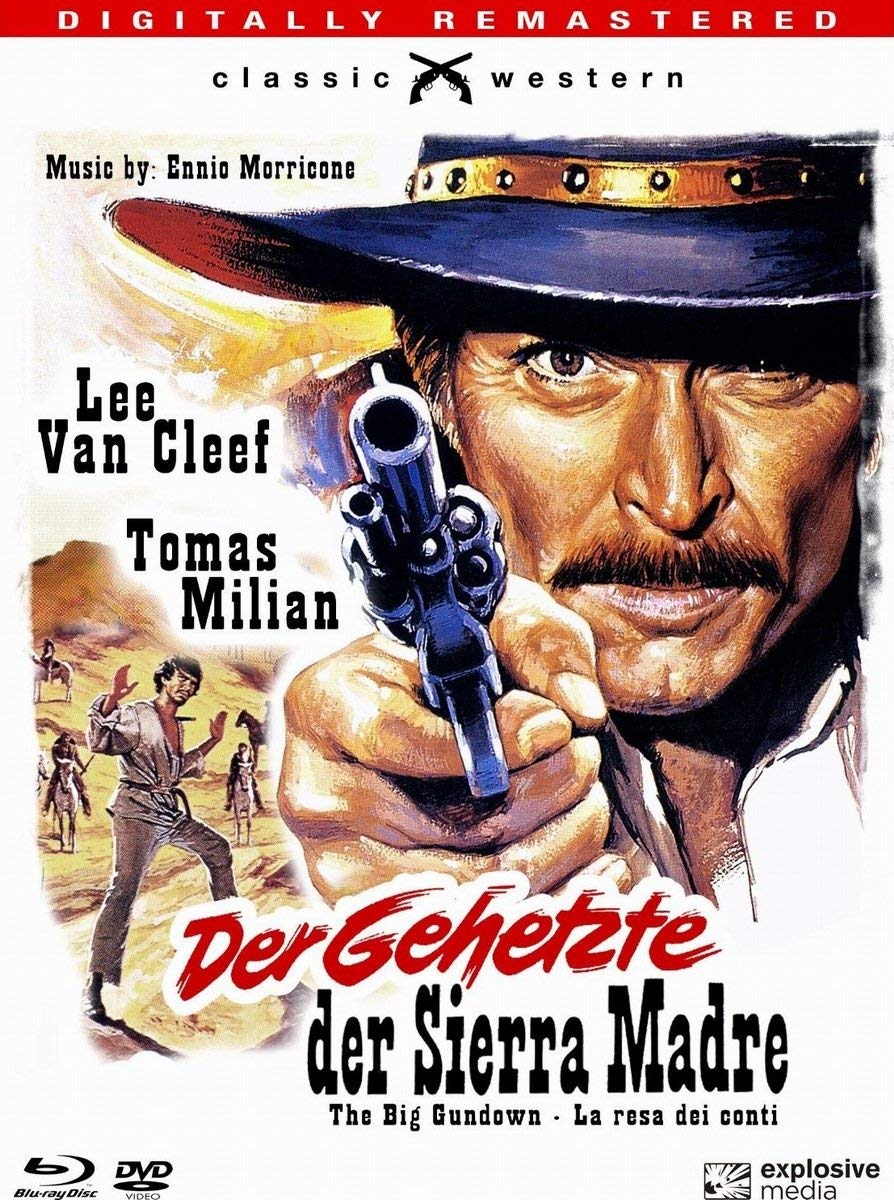 DIGITALLY REMASTERED
classic western
Music by: Ennio Morricone
Lee
Van Cleef
Tomas
Milian
Der Gehetzte
der Sierra Madre
The Big Gundown - La resa dei conti
Blu-ray Disc
DVD
VIDEO
explosive
media